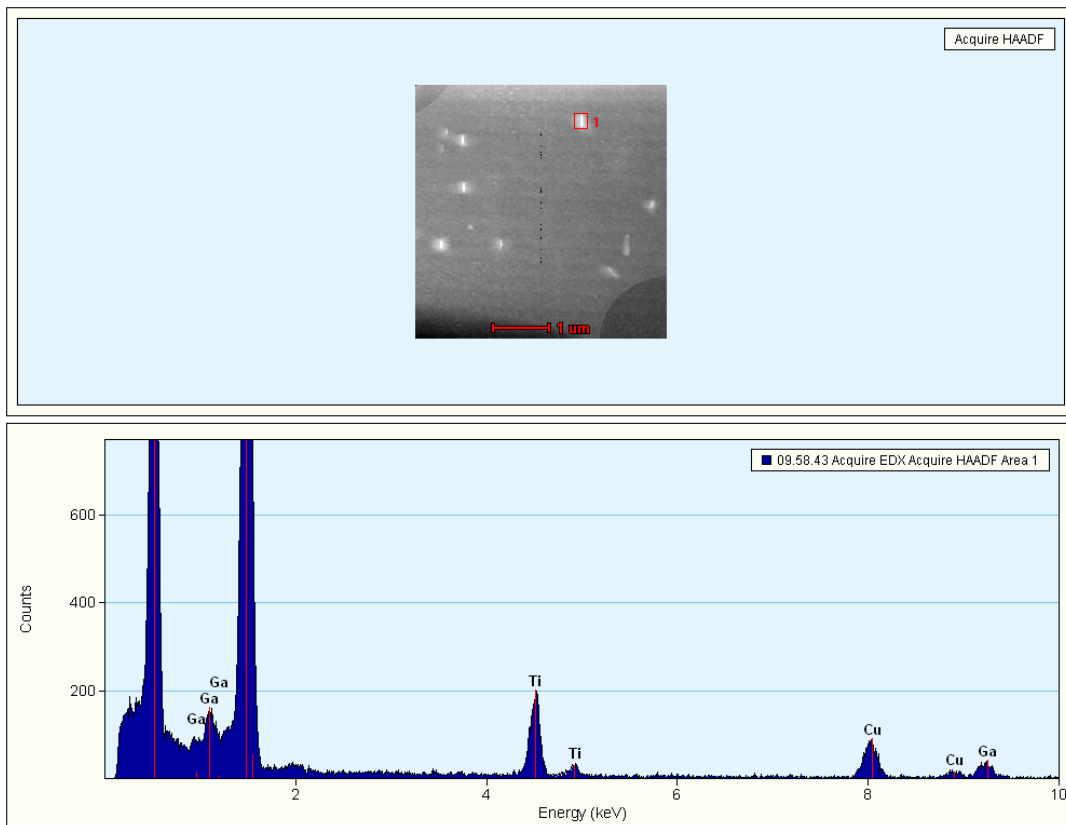 Acquire HAADF
1
1 um
09.58.43 Acquire EDX Acquire HAADF Area 1
600
400
200
Counts
Ga
Ga
Ga
Ti
Ti
Cu
Cu
Ga
2 4 6 8 10
Energy (keV)